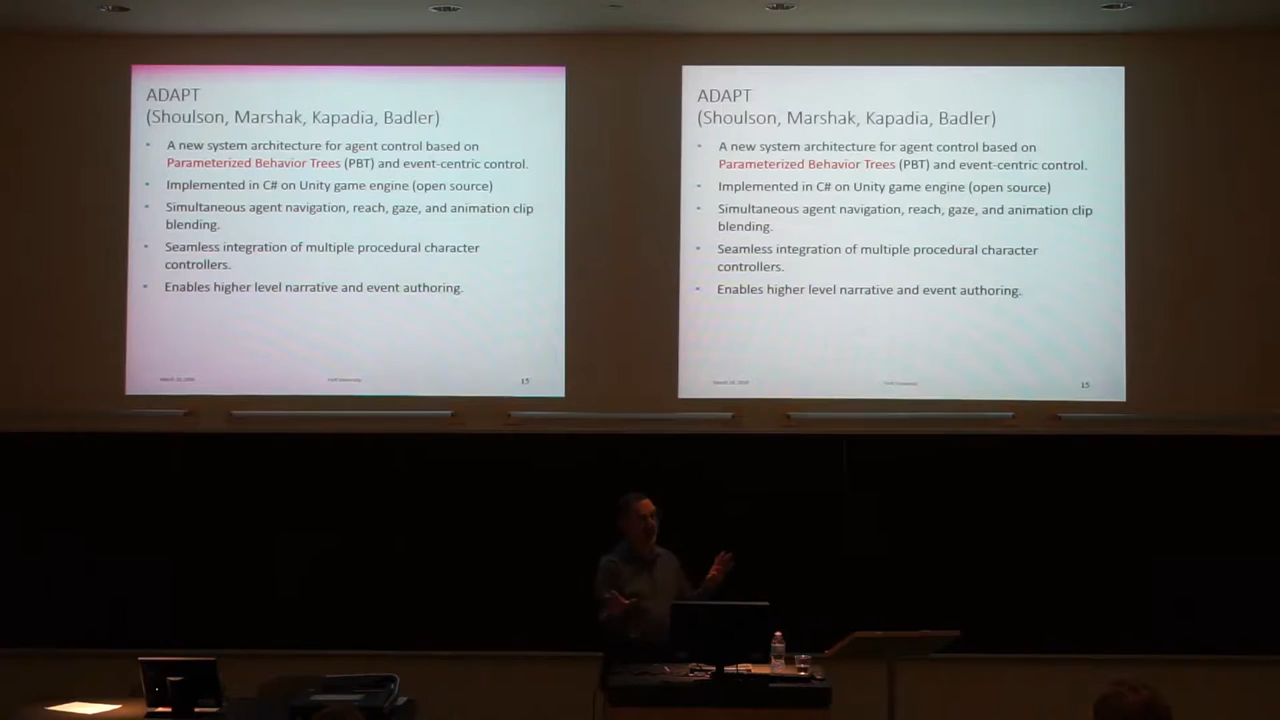 ADAPT
(Shoulson, Marshak, Kapadia, Badler)
• A new system architecture for agent control based on
Parameterized Behavior Trees (PBT) and event-centric control.
• Implemented in C# on Unity game engine (open source)
• Simultaneous agent navigation, reach, gaze, and animation clip
blending.
• Seamless integration of multiple procedural character
controllers.
• Enables higher level narrative and event authoring.
15
ADAPT
(Shoulson, Marshak, Kapadia, Badler)
• A new system architecture for agent control based on
Parameterized Behavior Trees (PBT) and event-centric control.
• Implemented in C# on Unity game engine (open source)
• Simultaneous agent navigation, reach, gaze, and animation clip
blending.
• Seamless integration of multiple procedural character
controllers.
• Enables higher level narrative and event authoring.
15